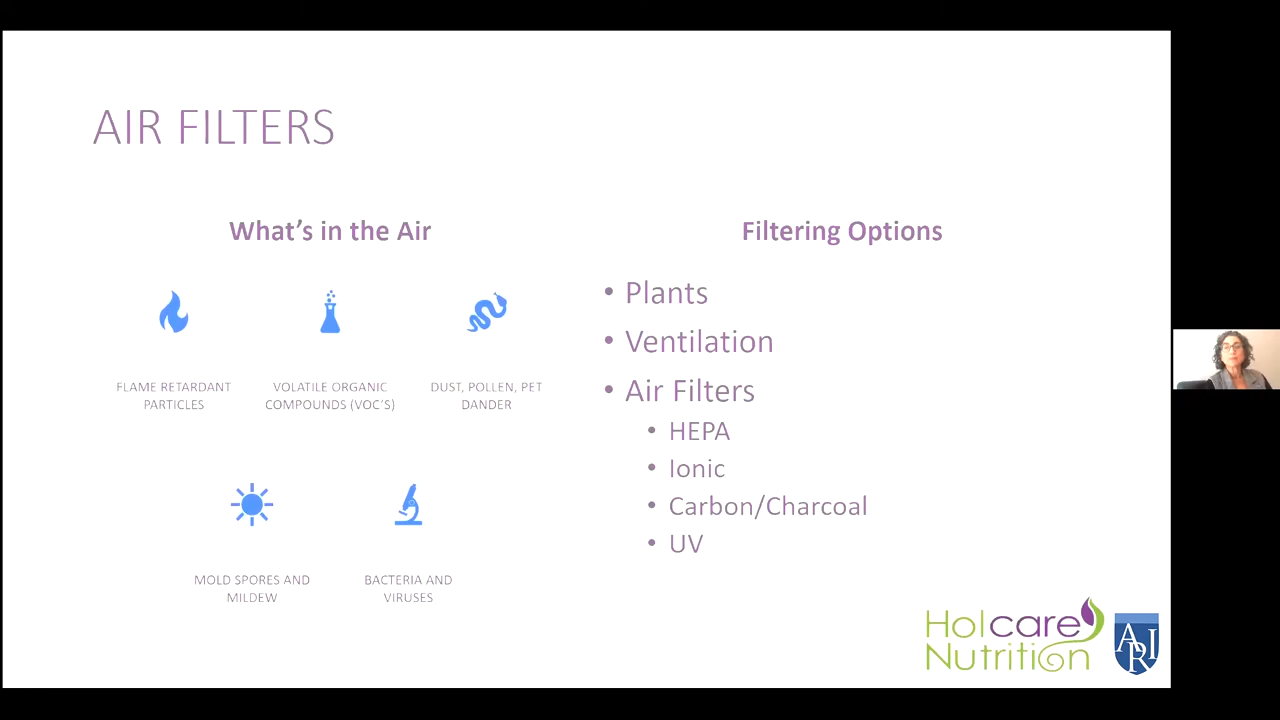 AIR FILTERS
What's in the Air
FLAME RETARDANT
PARTICLES
VOLATILE ORGANIC
COMPOUNDS (VOC'S)
DUST, POLLEN, PET
DANDER
MOLD SPORES AND
MILDEW
BACTERIA AND
VIRUSES
Filtering Options
• Plants
• Ventilation
• Air Filters
• HEPA
• Ionic
• Carbon/Charcoal
• UV
Holcare
Nutrition
ARI